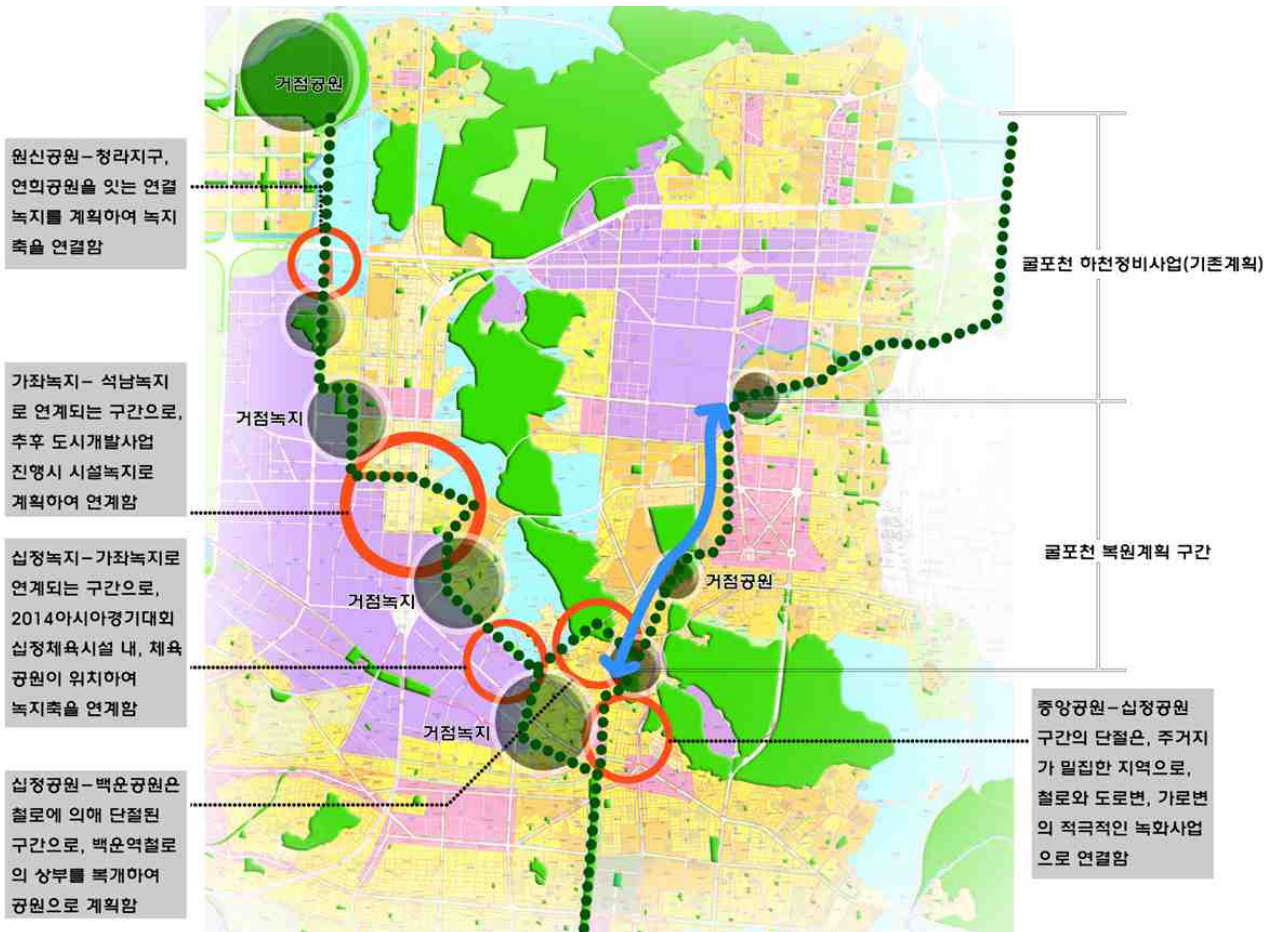 거점공원
원신공원-청라지구,
연희공원을 잇는 연결
녹지를 계획하여 녹지
축을 연결함
굴포천 하천정비사업(기존계획)
가좌녹지- 석남녹지
로 연계되는 구간으로,
추후 도시개발사업
진행시 시설녹지로
계획하여 연계함
거점녹지
십정녹지-가좌녹지로
연계되는 구간으로,
2014아시아경기대회
십정체육시설 내, 체육
공원이 위치하여
녹지축을 연계함
거점녹지
거점공원
굴포천 복원계획 구간
거점녹지
십정공원-백운공원은
철로에 의해 단절된
구간으로, 백운역철로
의 상부를 복개하여
공원으로 계획함
중앙공원-십정공원
구간의 단절은, 주거지
가 밀집한 지역으로,
철로와 도로변, 가로변
의 적극적인 녹화사업
으로 연결함